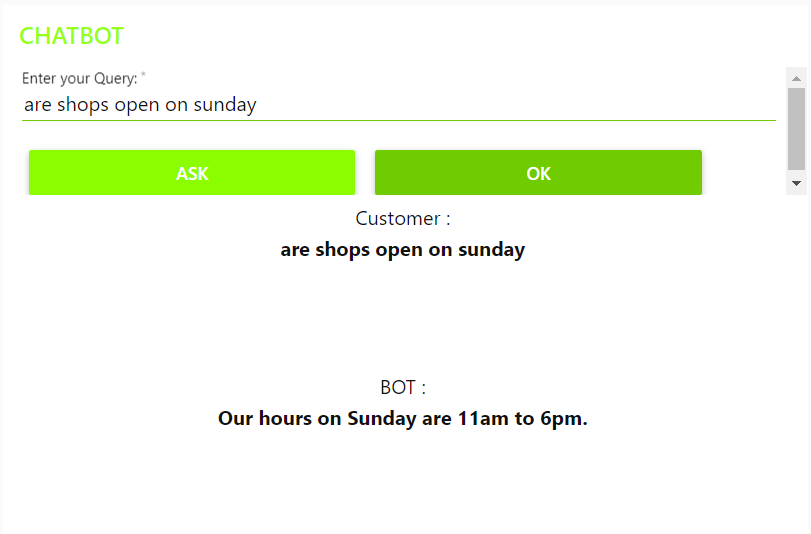 CHATBOT
Enter your Query: *
are shops open on sunday
ASK
OK
Customer :
are shops open on sunday
BOT :
Our hours on Sunday are 11am to 6pm.